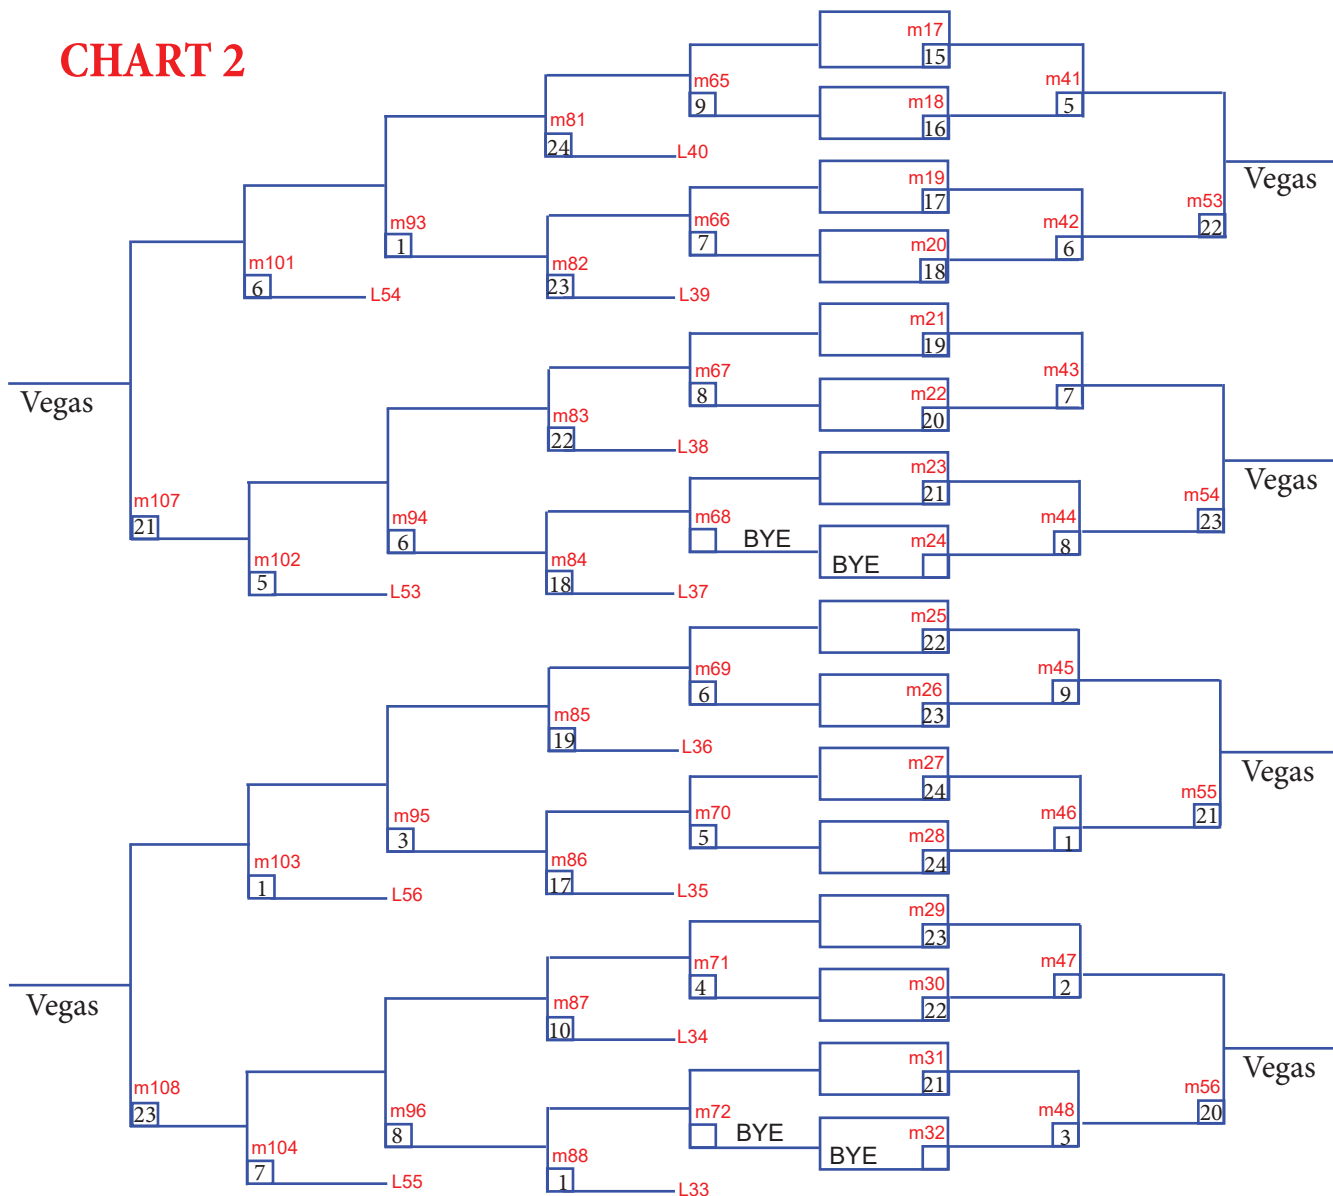 CHART 2
m17
15
m65
9
m18
16
m41
5
m81
24
L40
m19
17
Vegas
m93
1
m66
7
m20
18
m42
6
m53
22
m101
6
L54
m82
23
L39
m21
19
m67
8
m22
20
m43
7
Vegas
m83
22
L38
m23
21
Vegas
m107
21
m94
6
m68
BYE
m24
BYE
m44
8
m54
23
m102
5
L53
m84
18
L37
m25
22
m69
6
m26
23
m45
9
m85
19
L36
m27
24
Vegas
m95
3
m70
5
m28
24
m46
1
m55
21
m103
1
L56
m86
17
L35
m29
23
m71
4
m30
22
m47
2
Vegas
m87
10
L34
m31
21
Vegas
m108
23
m96
8
m72
BYE
m32
BYE
m48
3
m56
20
m104
7
L55
m88
1
L33